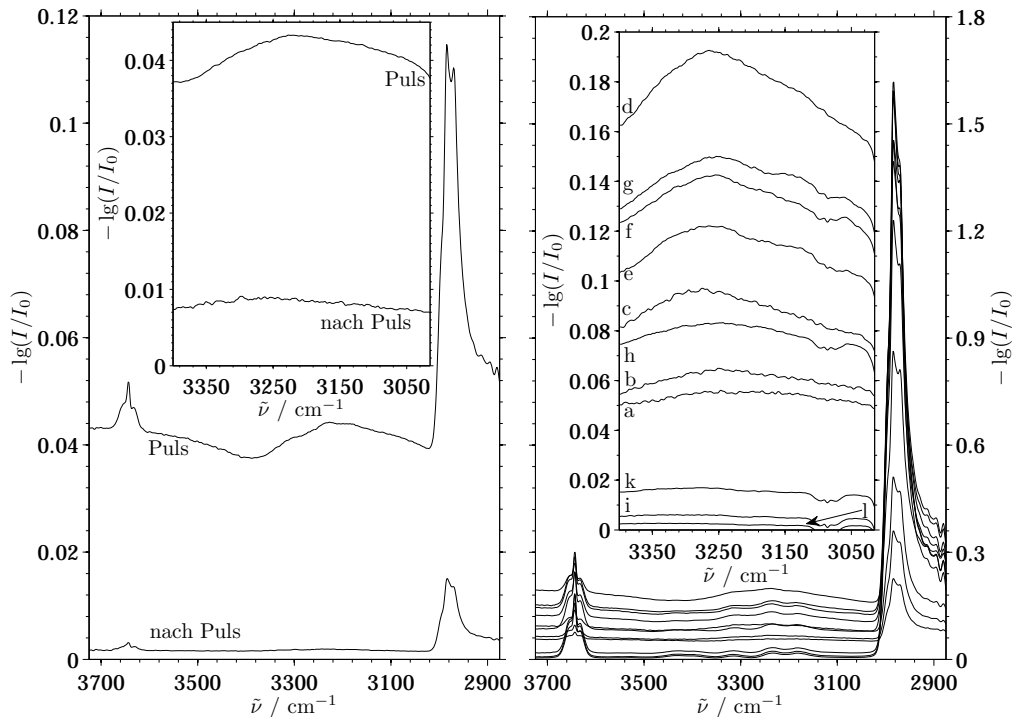 0.12
0.1
0.08
0.06
0.04
0.02
0
− lg(I/I0)
3700 3500 3300 3100 2900
ν̃ / cm−1
Puls
nach Puls
0.04
0.03
0.02
0.01
0
− lg(I/I0)
3350 3250 3150 3050
ν̃ / cm−1
Puls
nach Puls
0.2
0.18
0.16
0.14
0.12
0.1
0.08
0.06
0.04
0.02
0
− lg(I/I0)
3350 3250 3150 3050
ν̃ / cm−1
d
g
f
e
c
h
b
a
k
i
l
1.8
1.5
1.2
0.9
0.6
0.3
0
− lg(I/I0)
3700 3500 3300 3100 2900
ν̃ / cm−1